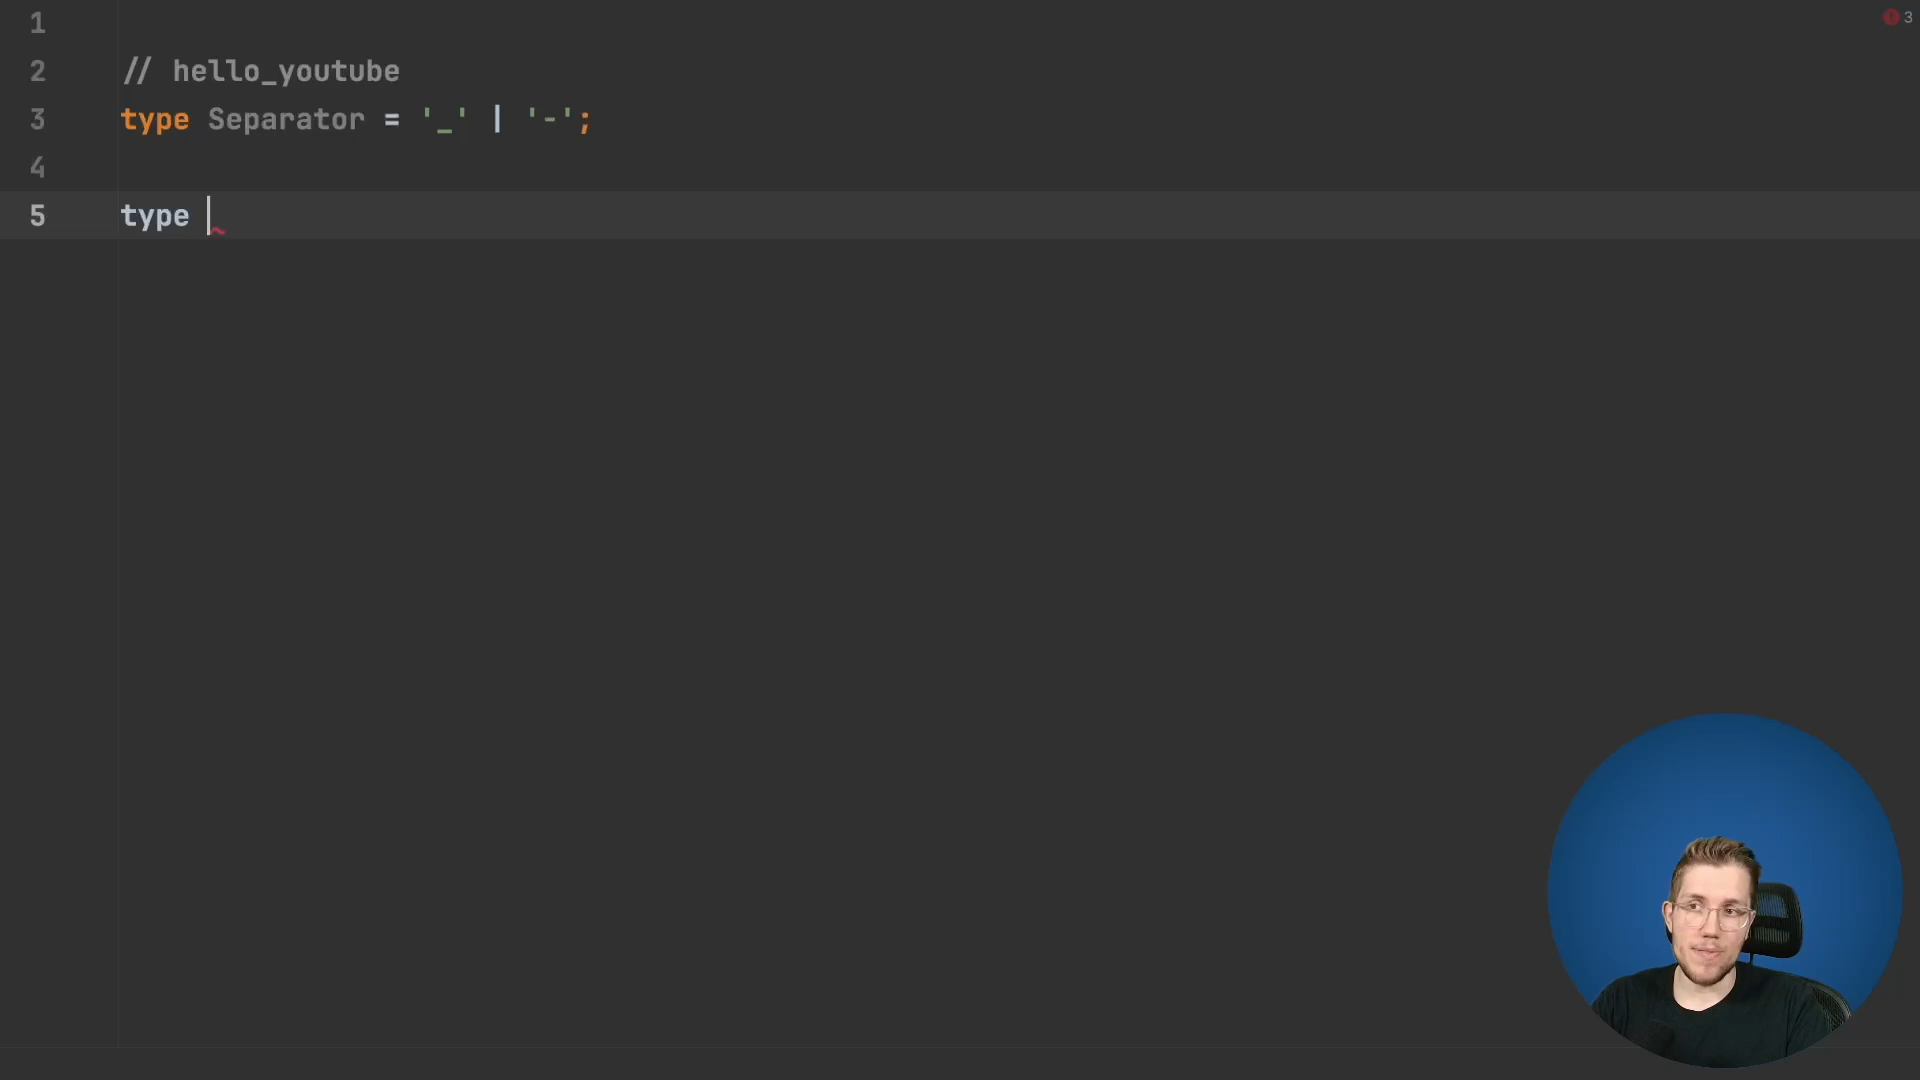 3
1
2 // hello_youtube
3 type Separator = '_' | '-';
4
5 type